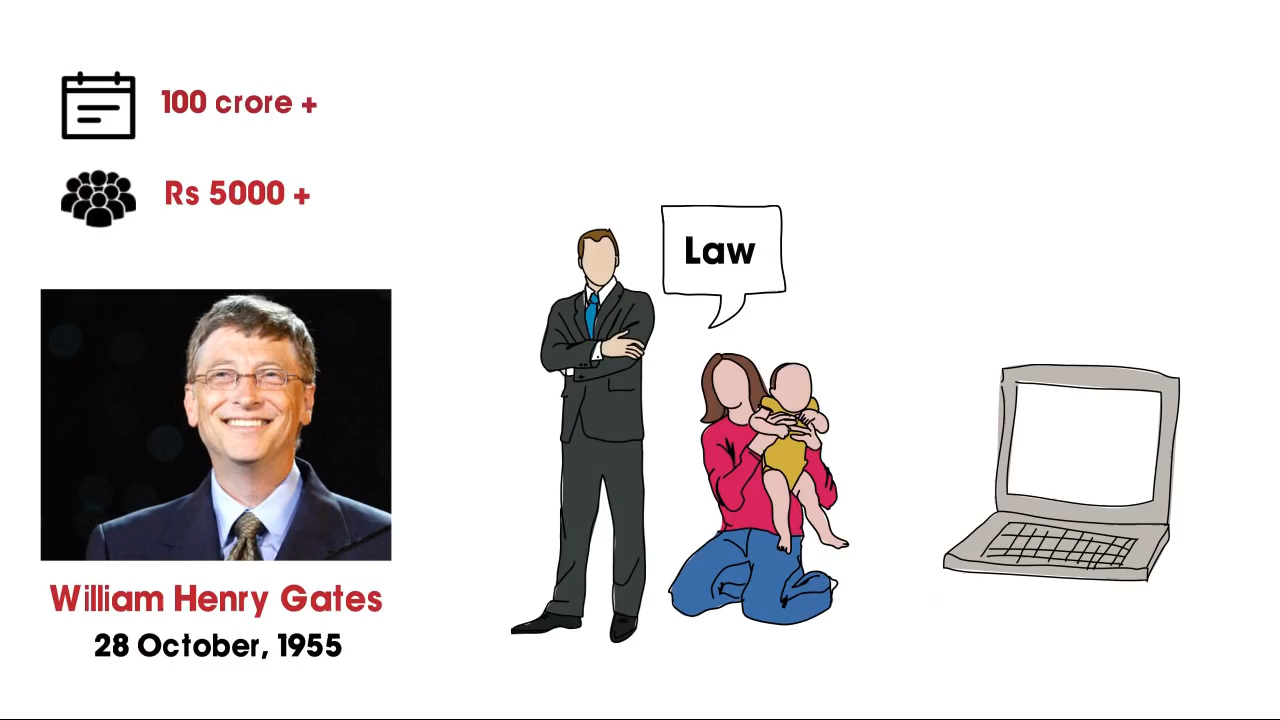 100 crore +
Rs 5000 +
Law
William Henry Gates
28 October, 1955